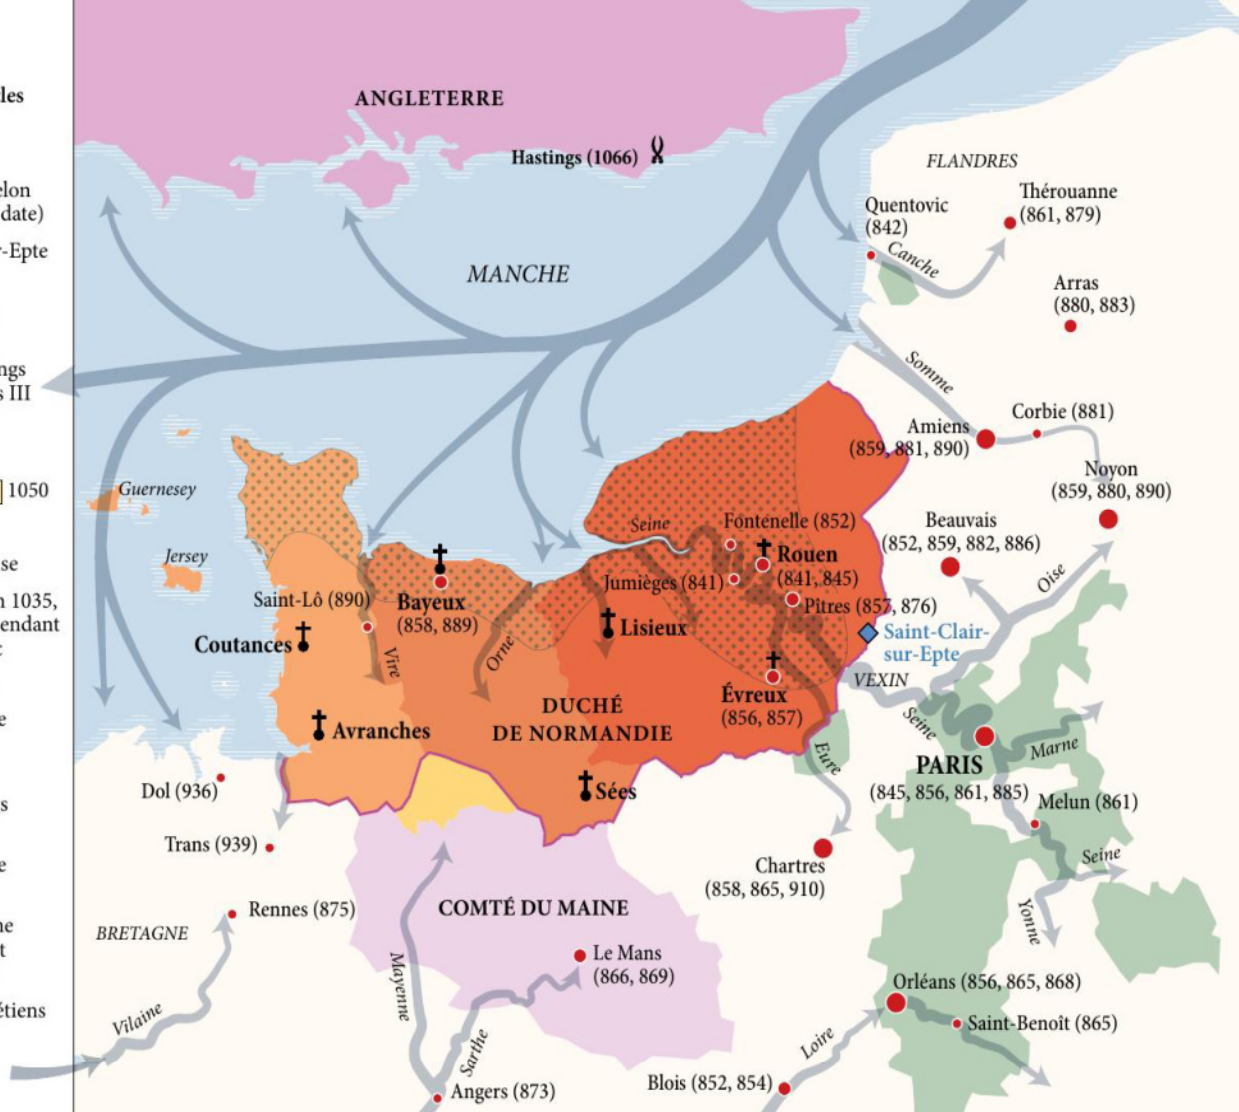 les
elon
date)
r-Epte
ngs
s III
1050
se
n 1035,
endant
t
e
s
e
ne
t
étiens
ANGLETERRE
Hastings (1066)
MANCHE
FLANDRES
Thérouanne
(861, 879)
Quentovic
(842)
Canche
Arras
(880, 883)
Somme
Corbie (881)
Amiens
(859, 881, 890)
Noyon
(859, 880, 890)
Beauvais
(852, 859, 882, 886)
Oise
Guernesey
Jersey
Seine
Fontenelle (852)
Rouen
(841, 845)
Jumièges (841)
Pîtres (857, 876)
Saint-Clair-
sur-Epte
Saint-Lô (890)
Bayeux
(858, 889)
Coutances
Vire
Orne
Lisieux
VEXIN
Évreux
(856, 857)
DUCHÉ
DE NORMANDIE
Avranches
Seine
Eure
Marne
PARIS
(845, 856, 861, 885)
Sées
Dol (936)
Melun (861)
Trans (939)
Seine
Chartres
(858, 865, 910)
Rennes (875)
COMTÉ DU MAINE
BRETAGNE
Yonne
Le Mans
(866, 869)
Mayenne
Orléans (856, 865, 868)
Vilaine
Saint-Benoît (865)
Sarthe
Loire
Blois (852, 854)
Angers (873)